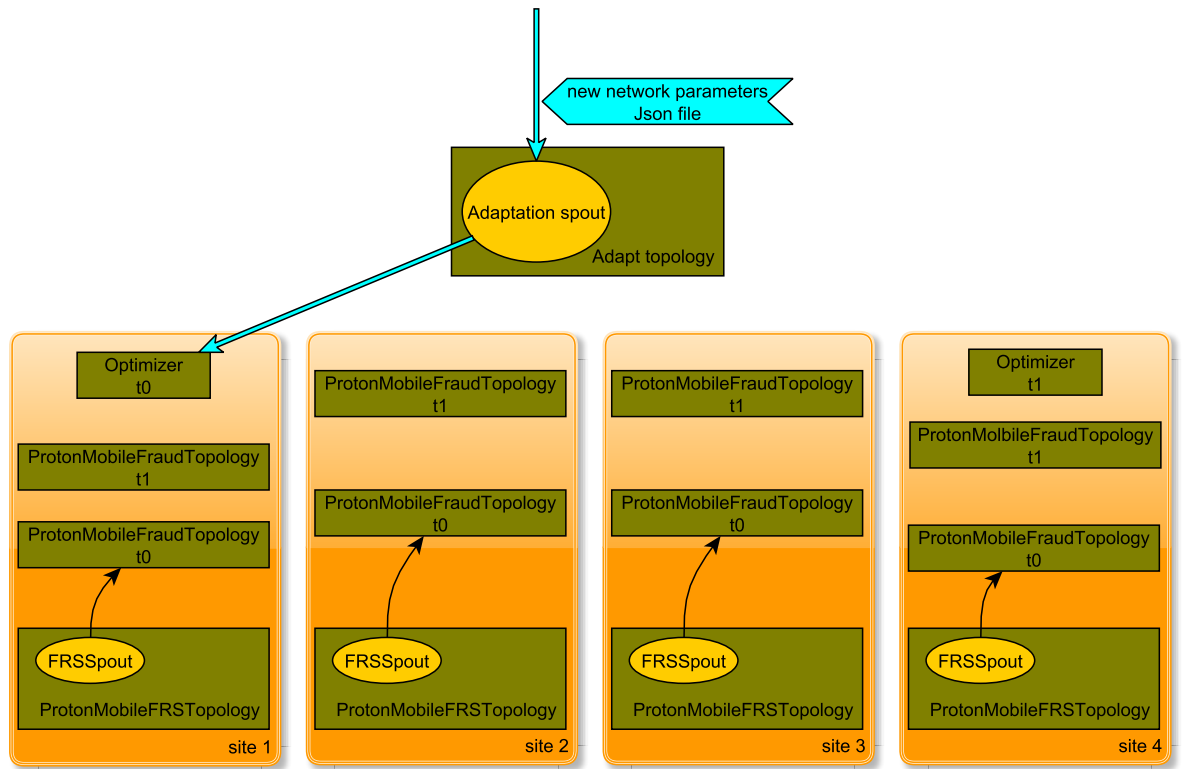 new network parameters
Json file
Adaptation spout
Adapt topology
Optimizer
t0
ProtonMobileFraudTopology
t1
ProtonMobileFraudTopology
t0
FRSSpout
ProtonMobileFRSTopology
site 1
ProtonMobileFraudTopology
t1
ProtonMobileFraudTopology
t0
FRSSpout
ProtonMobileFRSTopology
site 2
ProtonMobileFraudTopology
t1
ProtonMobileFraudTopology
t0
FRSSpout
ProtonMobileFRSTopology
site 3
Optimizer
t1
ProtonMolbileFraudTopology
t1
ProtonMobileFraudTopology
t0
FRSSpout
ProtonMobileFRSTopology
site 4